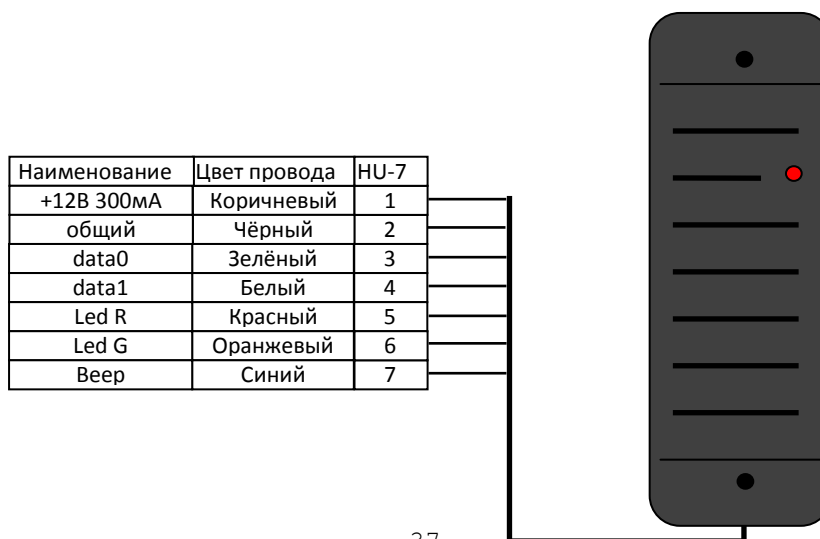 Наименование Цвет провода HU-7
+12В 300мА Коричневый 1
общий Чёрный 2
data0 Зелёный 3
data1 Белый 4
Led R Красный 5
Led G Оранжевый 6
Beep Синий 7
37